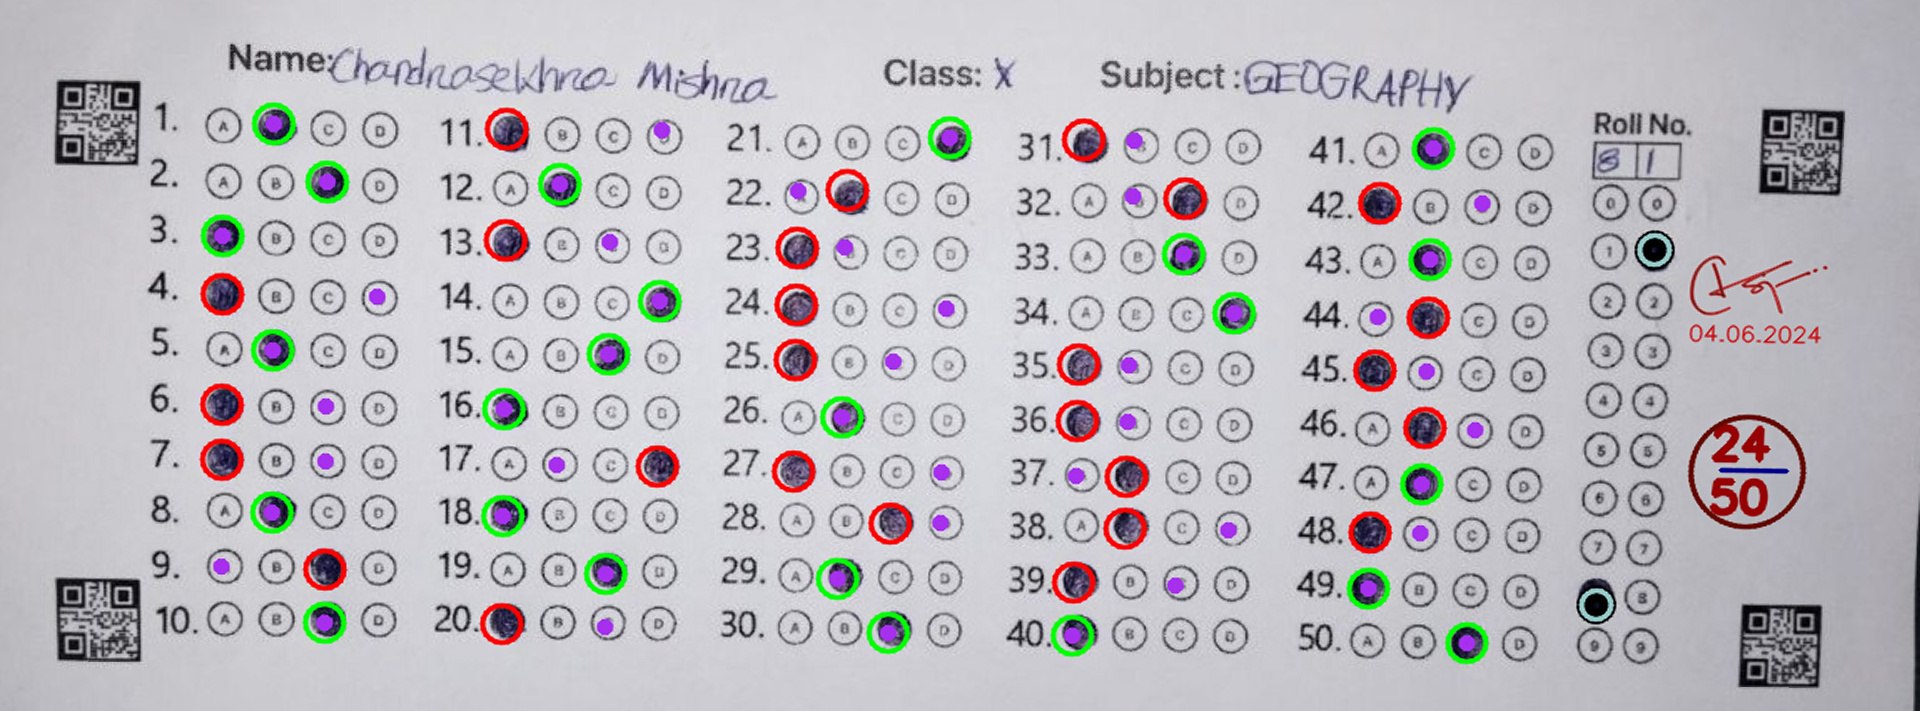 Name: Chandrasekhra Mishra Class: X Subject : GEOGRAPHY
1. A C D
2. A B D
3. B C D
4. B C
5. A C D
6. B D
7. B D
8. A C D
9. B D
10. A B D
11. B C
12. A C D
13. B D
14. A B C
15. A B D
16. B C D
17. A C
18. B C D
19. A B D
20. B D
21. A B C
22. C D
23. C D
24. B C
25. B D
26. A C D
27. B C
28. A B
29. A C D
30. A B D
31. C D
32. A D
33. A B D
34. A B C
35. C D
36. C D
37. C D
38. A C
39. B D
40. B C D
41. A C D
42. B D
43. A C D
44. C D
45. C D
46. A D
47. A C D
48. C D
49. B C D
50. A B D
Roll No.
8 1
0 0
1
2 2
3 3
4 4
5 5
6 6
7 7
8
9 9
04.06.2024
24
50